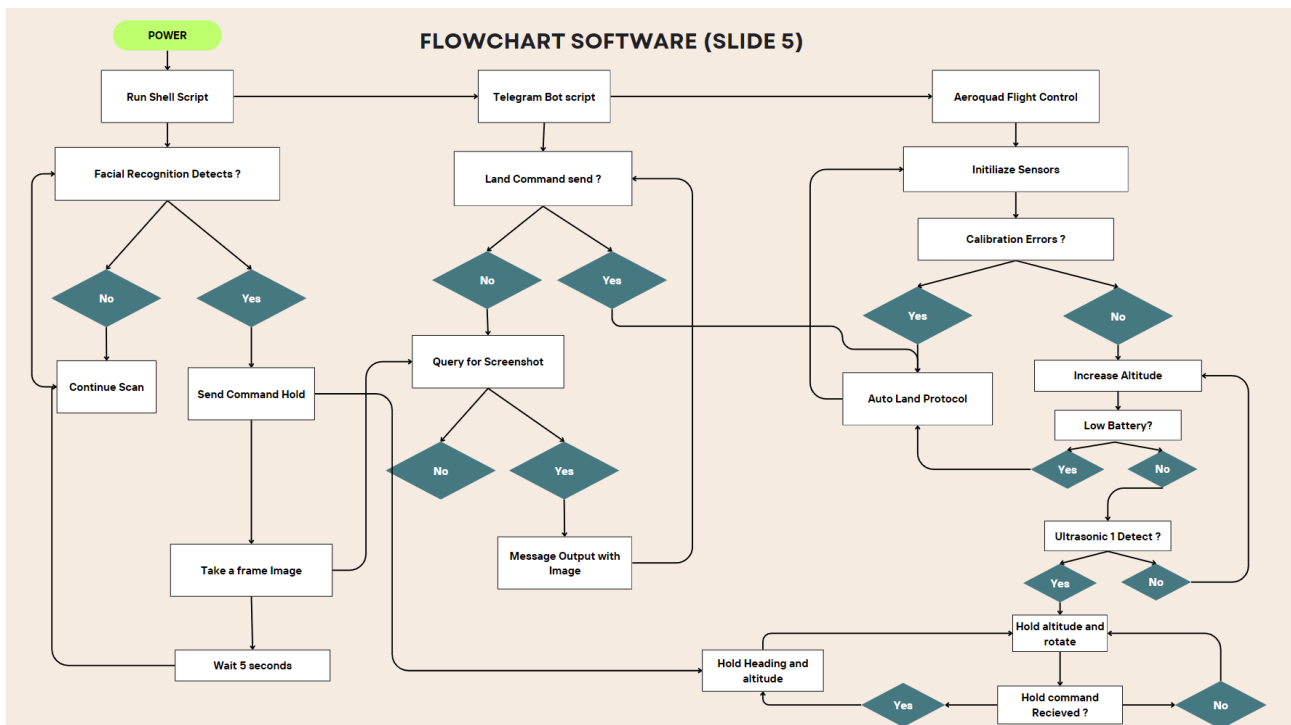 POWER
FLOWCHART SOFTWARE (SLIDE 5)
Run Shell Script
Telegram Bot script
Aeroquad Flight Control
Facial Recognition Detects ?
Land Command send ?
Initiliaze Sensors
Calibration Errors ?
No
Yes
No
Yes
Yes
No
Continue Scan
Send Command Hold
Query for Screenshot
Auto Land Protocol
Increase Altitude
Low Battery?
No
Yes
Yes
No
Ultrasonic 1 Detect ?
Take a frame Image
Message Output with
Image
Yes
No
Wait 5 seconds
Hold Heading and
altitude
Hold altitude and
rotate
Yes
Hold command
Recieved ?
No